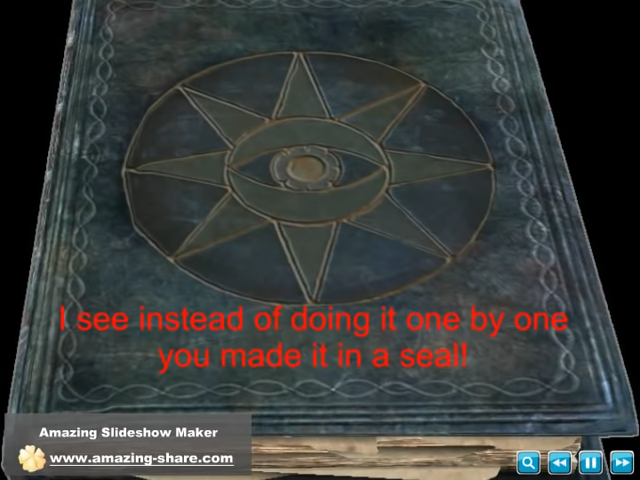 I see instead of doing it one by one
you made it in a seal!
Amazing Slideshow Maker
www.amazing-share.com